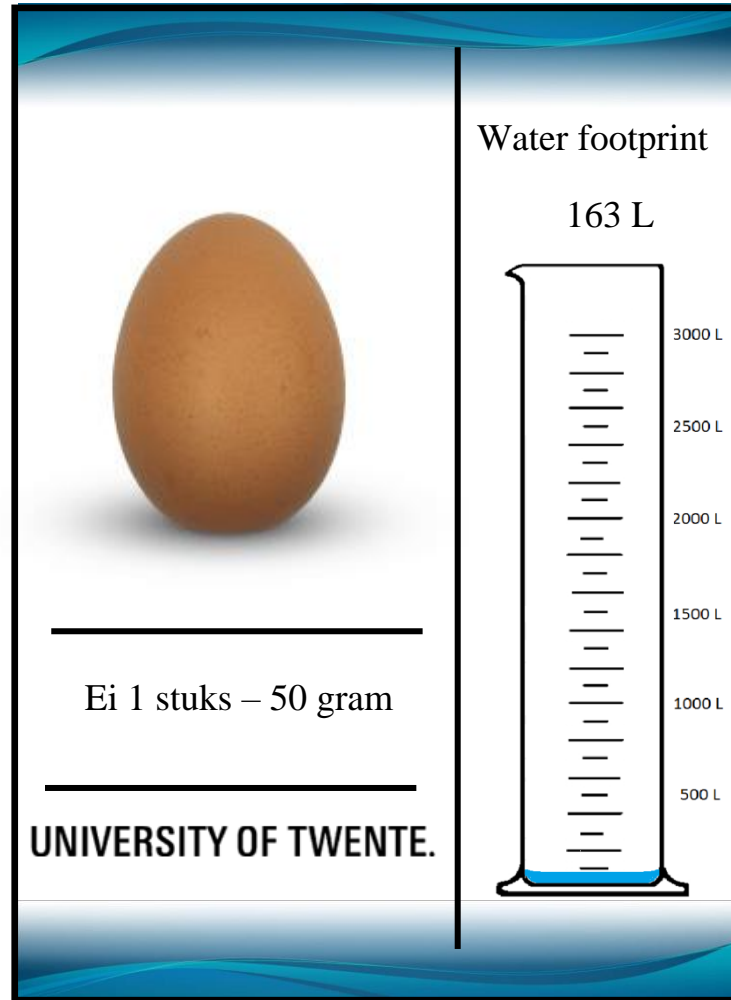 Water footprint
163 L
3000 L
2500 L
2000 L
1500 L
1000 L
500 L
Ei 1 stuks – 50 gram
UNIVERSITY OF TWENTE.